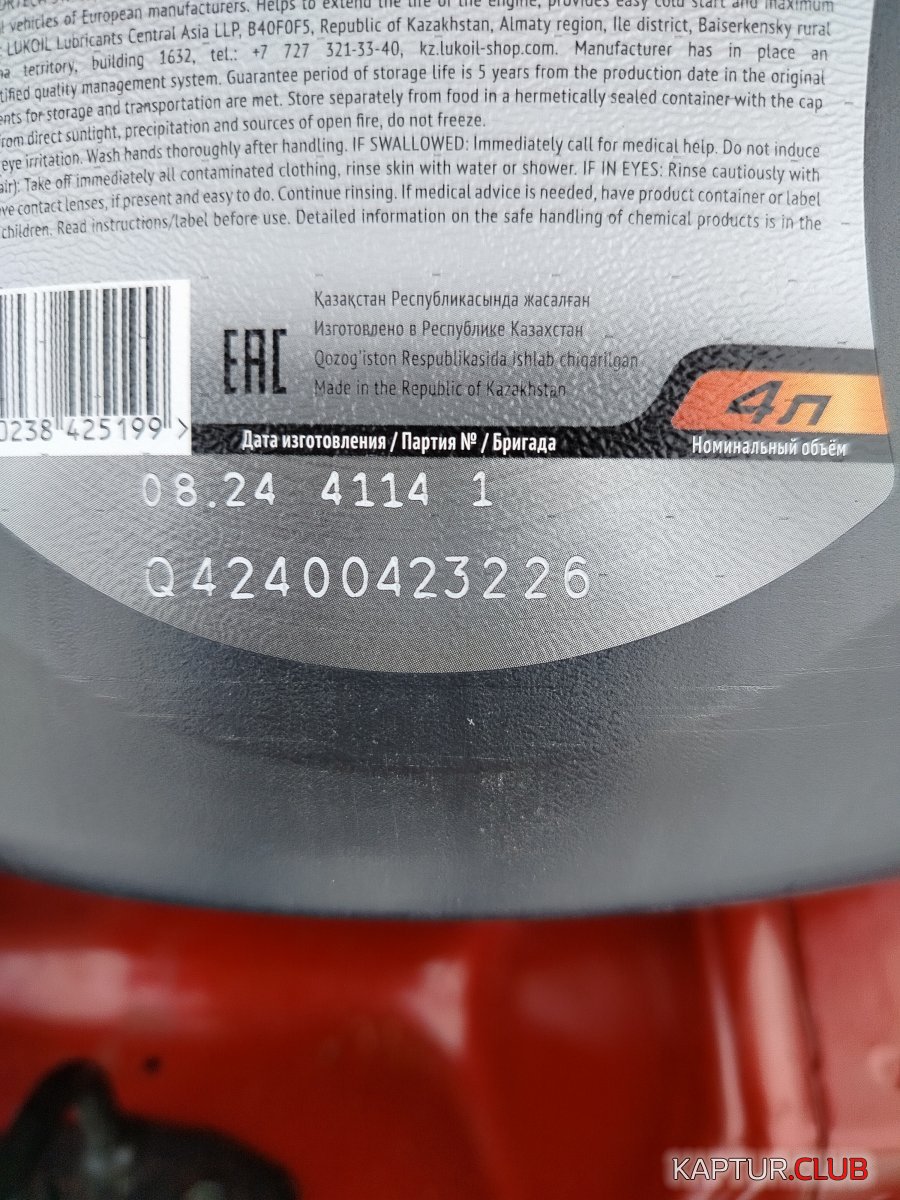 vehicles of European manufacturers. Helps to extend the life of the engine, provides easy cold start and maximum
LUKOIL Lubricants Central Asia LLP, B40F0F5, Republic of Kazakhstan, Almaty region, Ile district, Baiserkensky rural
territory, building 1632, tel.: +7 727 321-33-40, kz.lukoil-shop.com. Manufacturer has in place an
quality management system. Guarantee period of storage life is 5 years from the production date in the original
for storage and transportation are met. Store separately from food in a hermetically sealed container with the cap
from direct sunlight, precipitation and sources of open fire, do not freeze.
eye irritation. Wash hands thoroughly after handling. IF SWALLOWED: Immediately call for medical help. Do not induce
Take off immediately all contaminated clothing, rinse skin with water or shower. IF IN EYES: Rinse cautiously with
contact lenses, if present and easy to do. Continue rinsing. If medical advice is needed, have product container or label
children. Read instructions/label before use. Detailed information on the safe handling of chemical products is in the
Қазақстан Республикасында жасалған
Изготовлено в Республике Казахстан
Qozog'iston Respublikasida ishlab chiqarilgan
Made in the Republic of Kazakhstan
EAC
0238 425199 >
4л
Дата изготовления / Партия № / Бригада
Номинальный объём
08.24 4114 1
Q42400423226
KAPTUR.CLUB